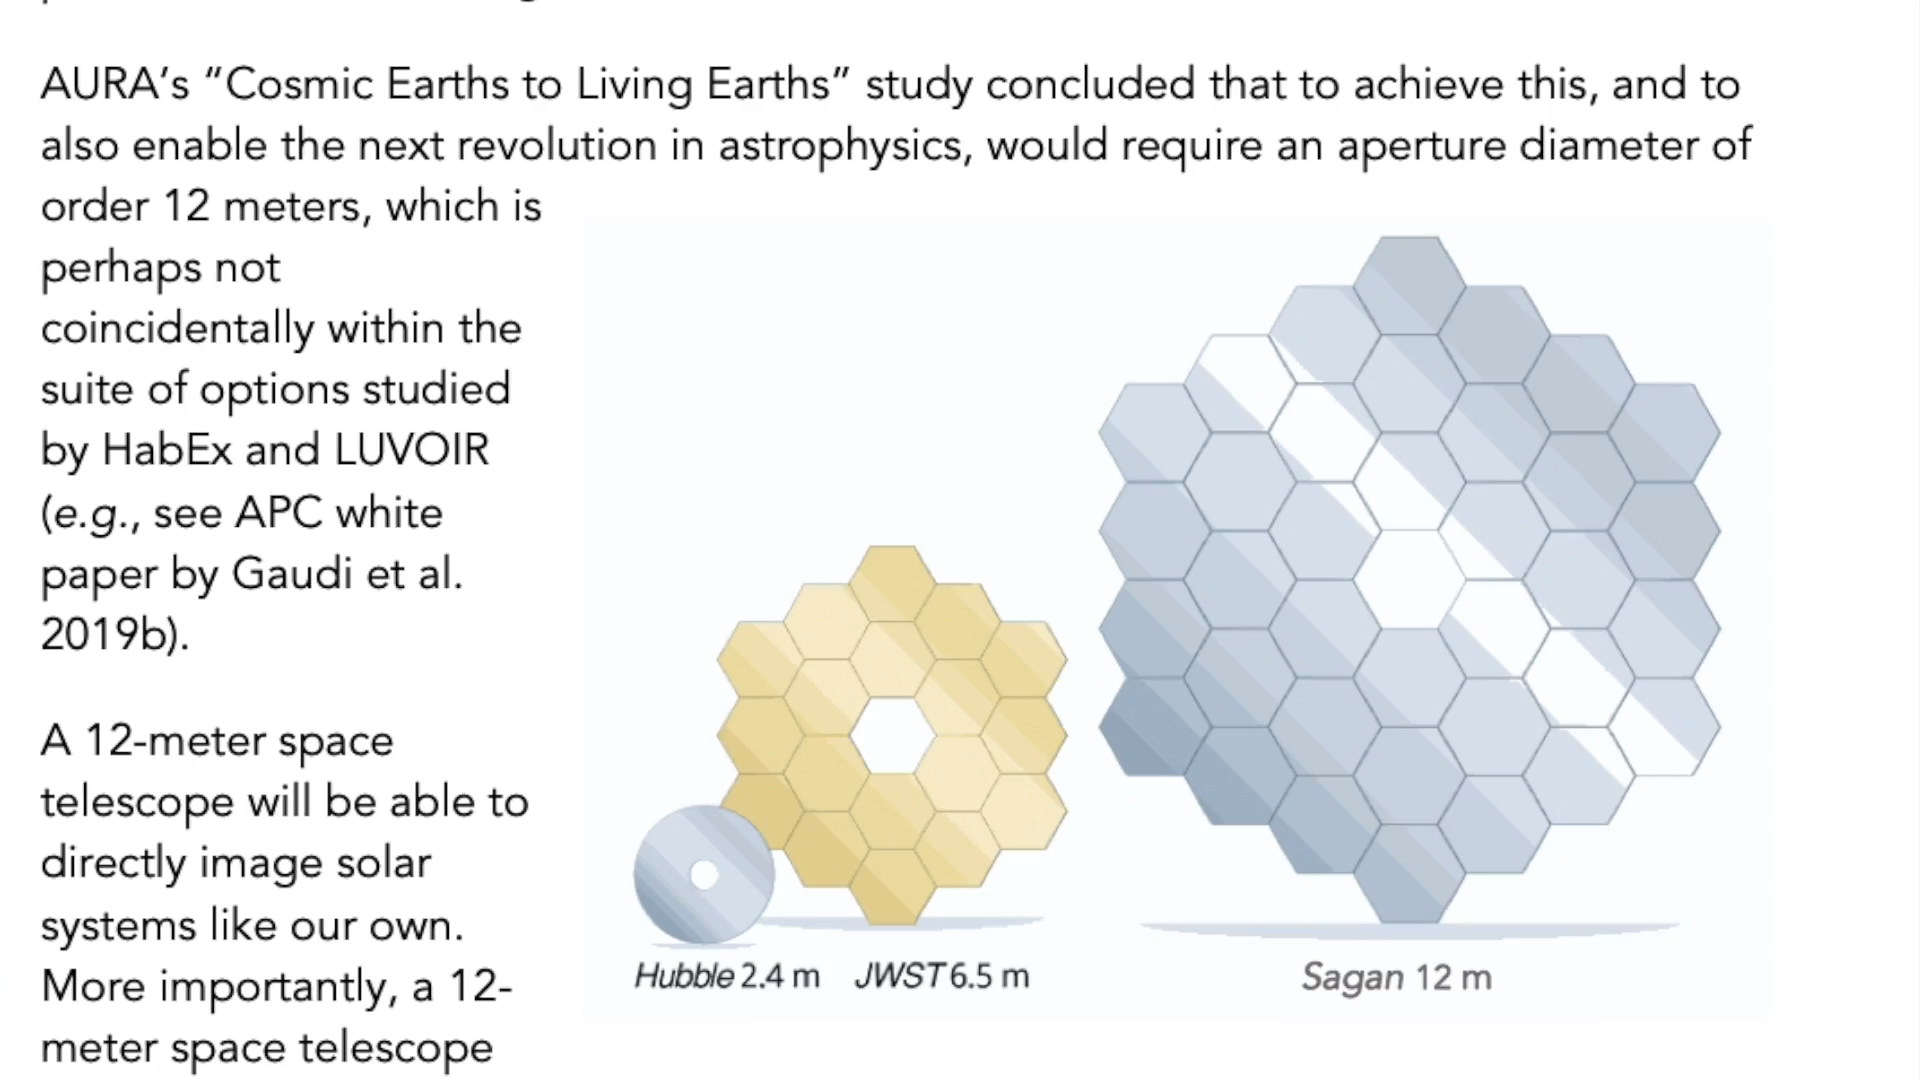 AURA’s “Cosmic Earths to Living Earths” study concluded that to achieve this, and to
also enable the next revolution in astrophysics, would require an aperture diameter of
order 12 meters, which is
perhaps not
coincidentally within the
suite of options studied
by HabEx and LUVOIR
(e.g., see APC white
paper by Gaudi et al.
2019b).
A 12-meter space
telescope will be able to
directly image solar
systems like our own.
More importantly, a 12-
meter space telescope
Hubble 2.4 m JWST 6.5 m Sagan 12 m